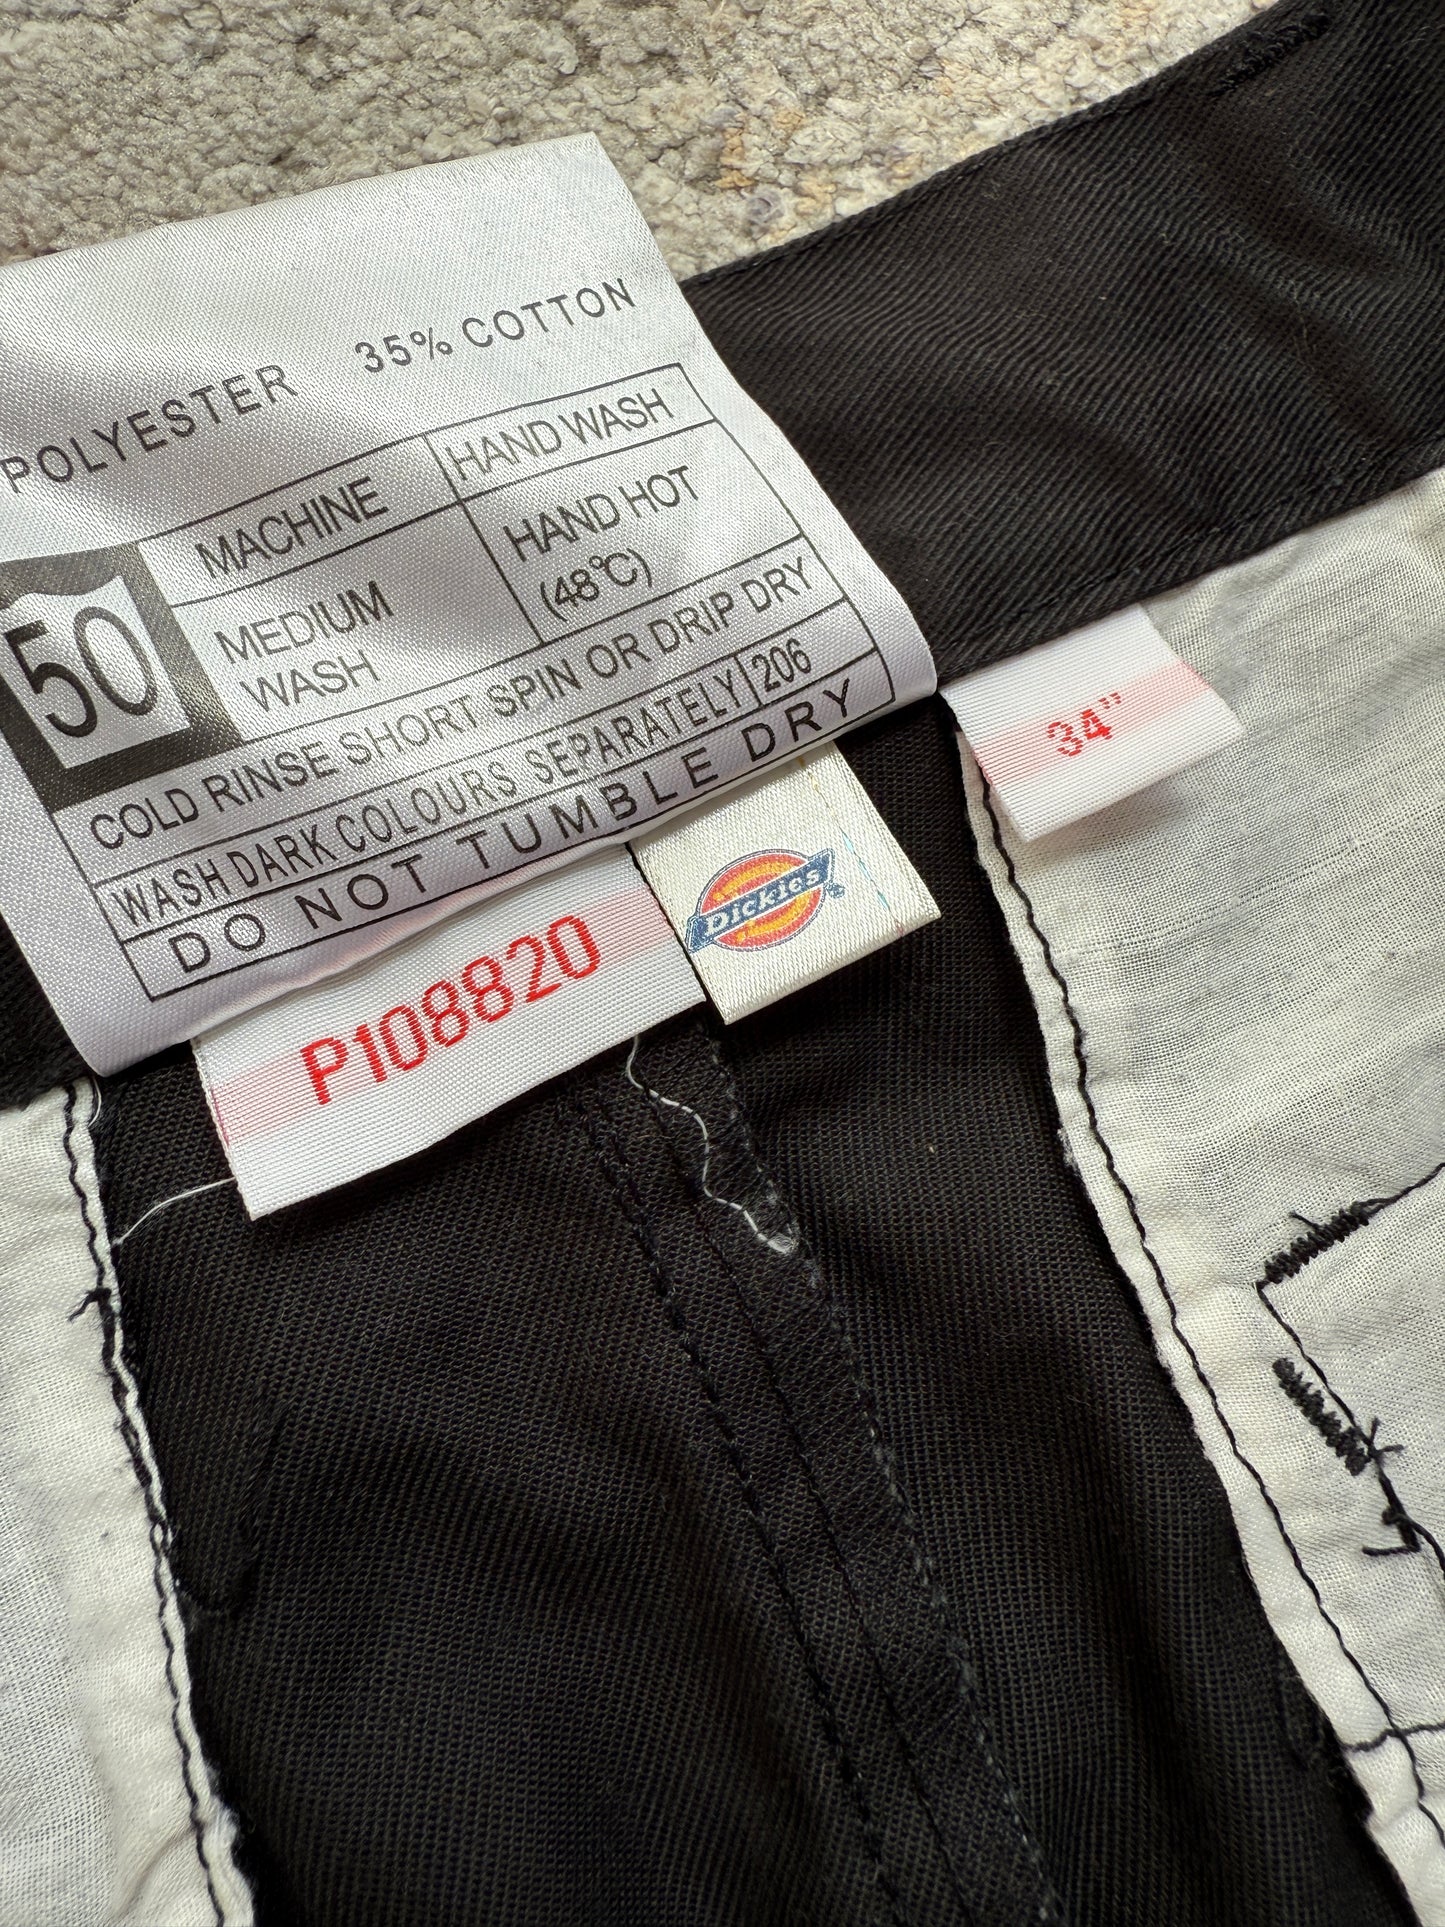 POLYESTER 35% COTTON
MACHINE HAND WASH
50 MEDIUM WASH HAND HOT (48°C)
COLD RINSE SHORT SPIN OR DRIP DRY
WASH DARK COLOURS SEPARATELY 206
DO NOT TUMBLE DRY
34"
Dickies
P108820